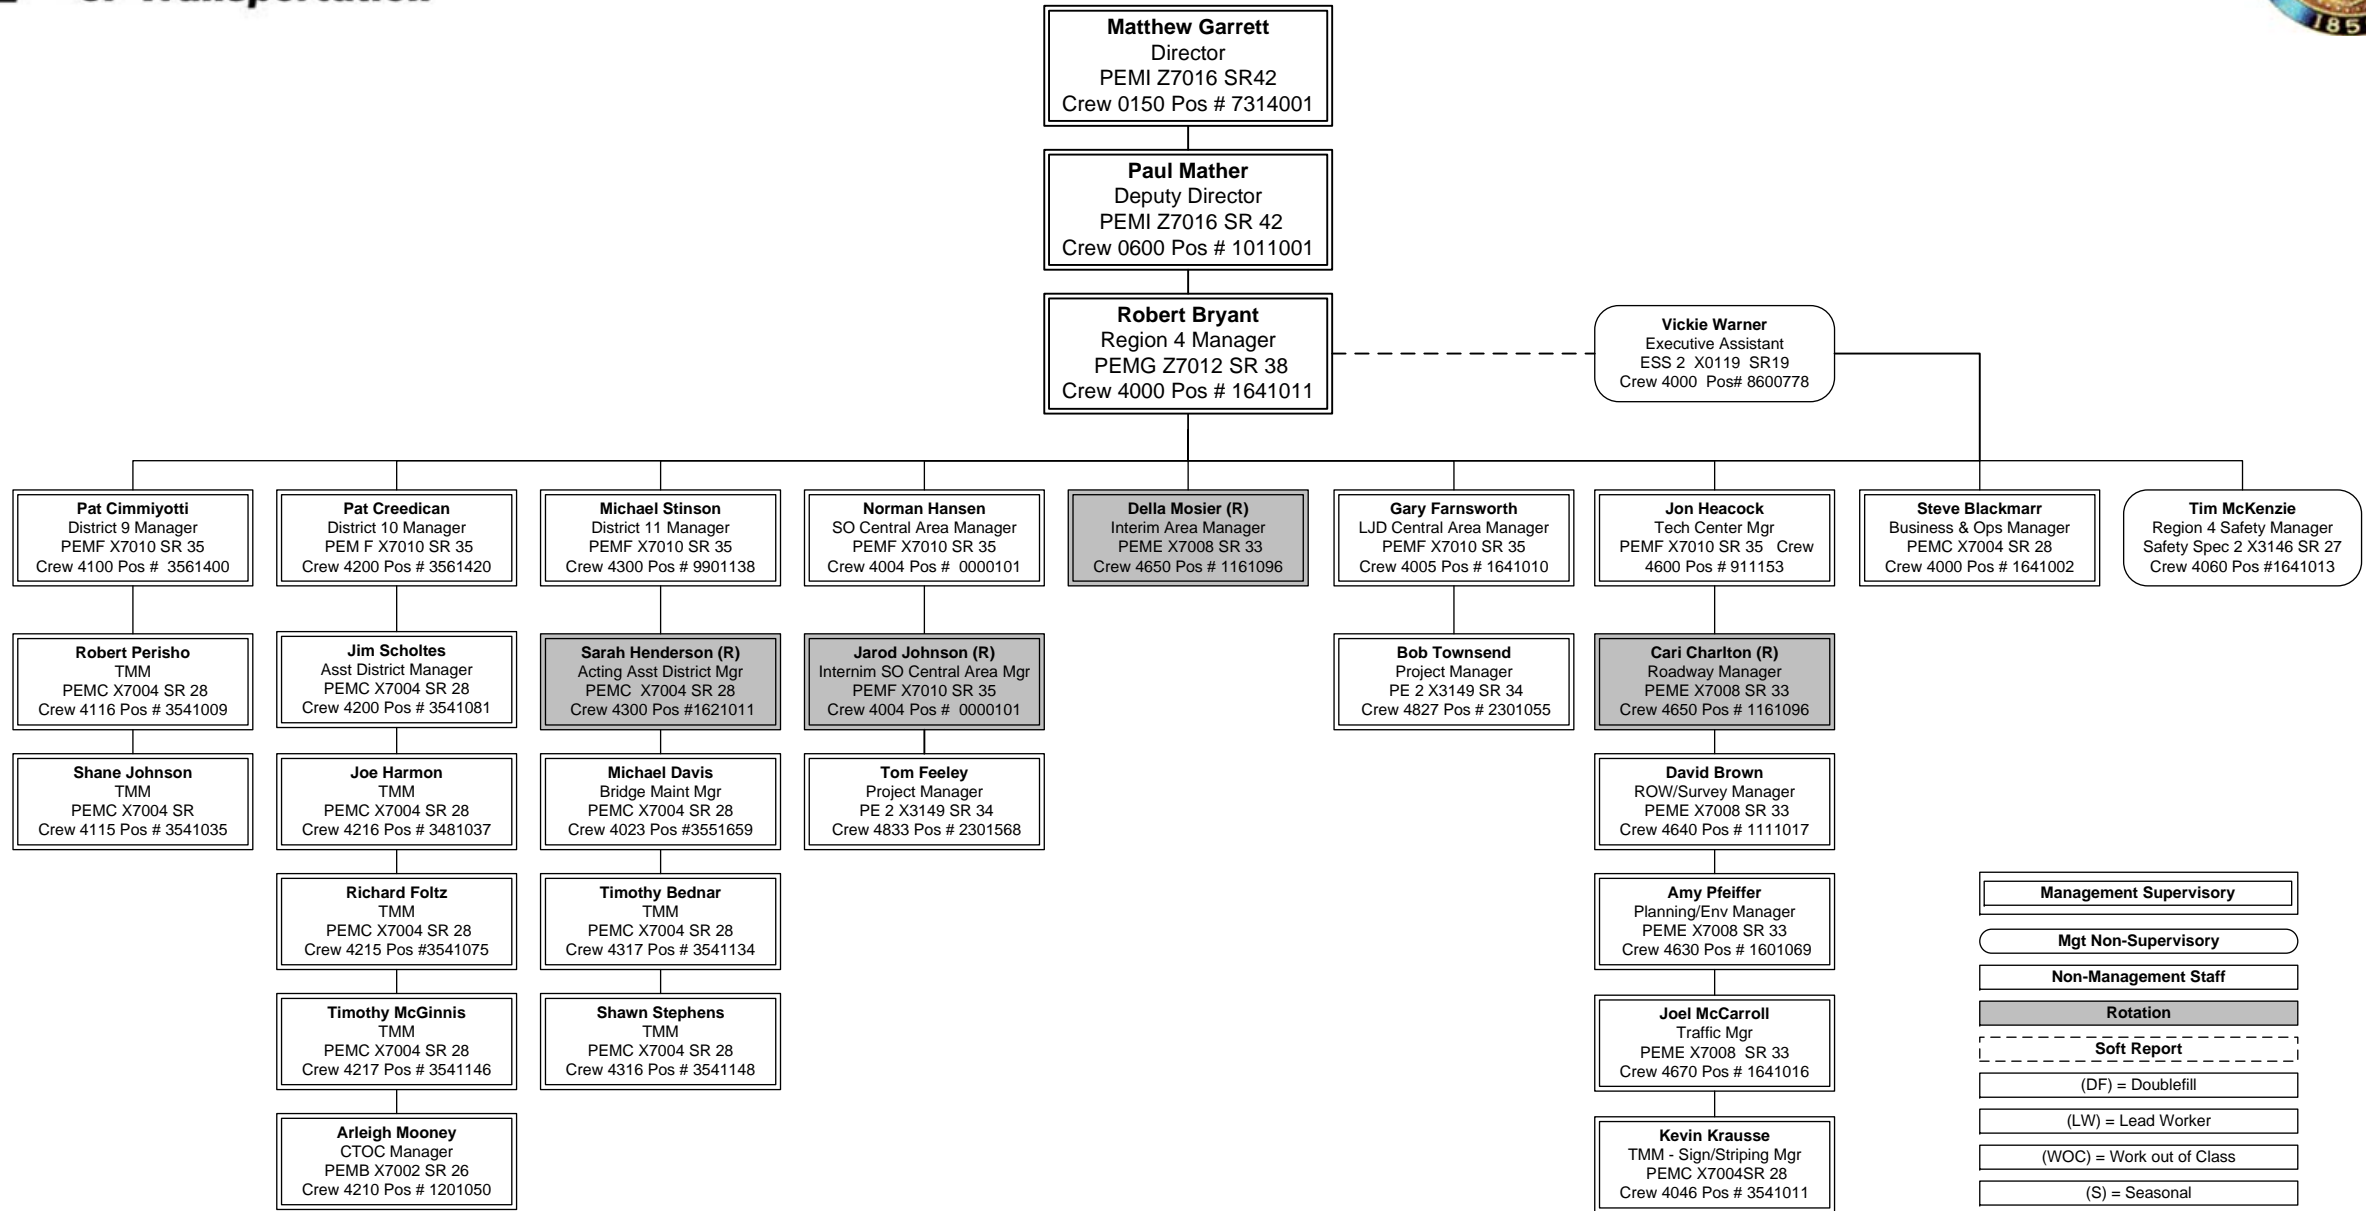 of Transportation
185
Matthew Garrett
Director
PEMI Z7016 SR42
Crew 0150 Pos # 7314001
Paul Mather
Deputy Director
PEMI Z7016 SR 42
Crew 0600 Pos # 1011001
Robert Bryant
Region 4 Manager
PEMG Z7012 SR 38
Crew 4000 Pos # 1641011
Vickie Warner
Executive Assistant
ESS 2 X0119 SR19
Crew 4000 Pos# 8600778
Pat Cimmiyotti
District 9 Manager
PEMF X7010 SR 35
Crew 4100 Pos # 3561400
Pat Creedican
District 10 Manager
PEM F X7010 SR 35
Crew 4200 Pos # 3561420
Michael Stinson
District 11 Manager
PEMF X7010 SR 35
Crew 4300 Pos # 9901138
Norman Hansen
SO Central Area Manager
PEMF X7010 SR 35
Crew 4004 Pos # 0000101
Della Mosier (R)
Interim Area Manager
PEME X7008 SR 33
Crew 4650 Pos # 1161096
Gary Farnsworth
LJD Central Area Manager
PEMF X7010 SR 35
Crew 4005 Pos # 1641010
Jon Heacock
Tech Center Mgr
PEMF X7010 SR 35 Crew
4600 Pos # 911153
Steve Blackmarr
Business & Ops Manager
PEMC X7004 SR 28
Crew 4000 Pos # 1641002
Tim McKenzie
Region 4 Safety Manager
Safety Spec 2 X3146 SR 27
Crew 4060 Pos #1641013
Robert Perisho
TMM
PEMC X7004 SR 28
Crew 4116 Pos # 3541009
Jim Scholtes
Asst District Manager
PEMC X7004 SR 28
Crew 4200 Pos # 3541081
Sarah Henderson (R)
Acting Asst District Mgr
PEMC X7004 SR 28
Crew 4300 Pos #1621011
Jarod Johnson (R)
Internim SO Central Area Mgr
PEMF X7010 SR 35
Crew 4004 Pos # 0000101
Bob Townsend
Project Manager
PE 2 X3149 SR 34
Crew 4827 Pos # 2301055
Cari Charlton (R)
Roadway Manager
PEME X7008 SR 33
Crew 4650 Pos # 1161096
Shane Johnson
TMM
PEMC X7004 SR
Crew 4115 Pos # 3541035
Joe Harmon
TMM
PEMC X7004 SR 28
Crew 4216 Pos # 3481037
Michael Davis
Bridge Maint Mgr
PEMC X7004 SR 28
Crew 4023 Pos #3551659
Tom Feeley
Project Manager
PE 2 X3149 SR 34
Crew 4833 Pos # 2301568
David Brown
ROW/Survey Manager
PEME X7008 SR 33
Crew 4640 Pos # 1111017
Richard Foltz
TMM
PEMC X7004 SR 28
Crew 4215 Pos #3541075
Timothy Bednar
TMM
PEMC X7004 SR 28
Crew 4317 Pos # 3541134
Amy Pfeiffer
Planning/Env Manager
PEME X7008 SR 33
Crew 4630 Pos # 1601069
Timothy McGinnis
TMM
PEMC X7004 SR 28
Crew 4217 Pos # 3541146
Shawn Stephens
TMM
PEMC X7004 SR 28
Crew 4316 Pos # 3541148
Joel McCarroll
Traffic Mgr
PEME X7008 SR 33
Crew 4670 Pos # 1641016
Arleigh Mooney
CTOC Manager
PEMB X7002 SR 26
Crew 4210 Pos # 1201050
Kevin Krausse
TMM - Sign/Striping Mgr
PEMC X7004SR 28
Crew 4046 Pos # 3541011
Management Supervisory
Mgt Non-Supervisory
Non-Management Staff
Rotation
Soft Report
(DF) = Doublefill
(LW) = Lead Worker
(WOC) = Work out of Class
(S) = Seasonal